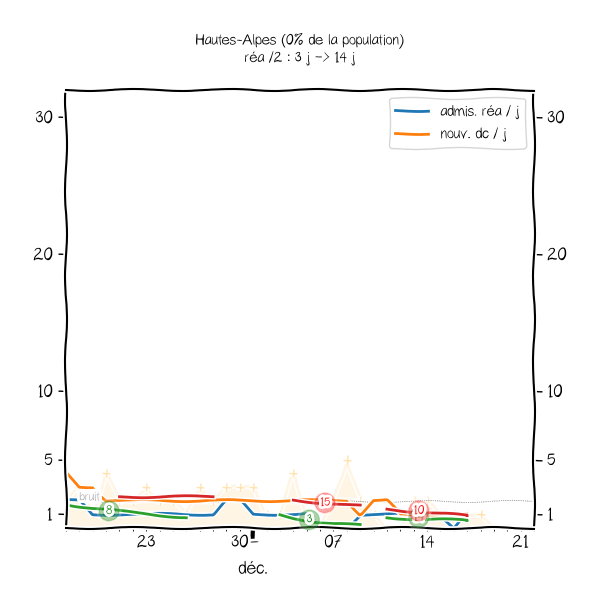 Hautes-Alpes (0% de la population)
réa /2 : 3 j -> 14 j
admis. réa / j
nouv. dc / j
30 30
20 20
10 10
5 5
1 1
bruit
8
3
15
10
23 30 07 14 21
déc.